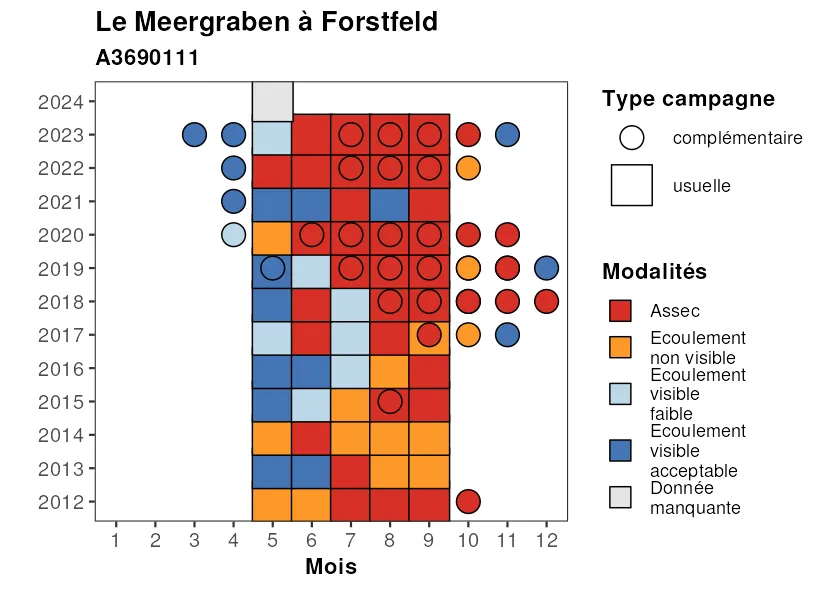 Le Meergraben à Forstfeld
A3690111
2024
2023
2022
2021
2020
2019
2018
2017
2016
2015
2014
2013
2012
1 2 3 4 5 6 7 8 9 10 11 12
Mois
Type campagne
complémentaire
usuelle
Modalités
Assec
Ecoulement
non visible
Ecoulement
visible
faible
Ecoulement
visible
acceptable
Donnée
manquante